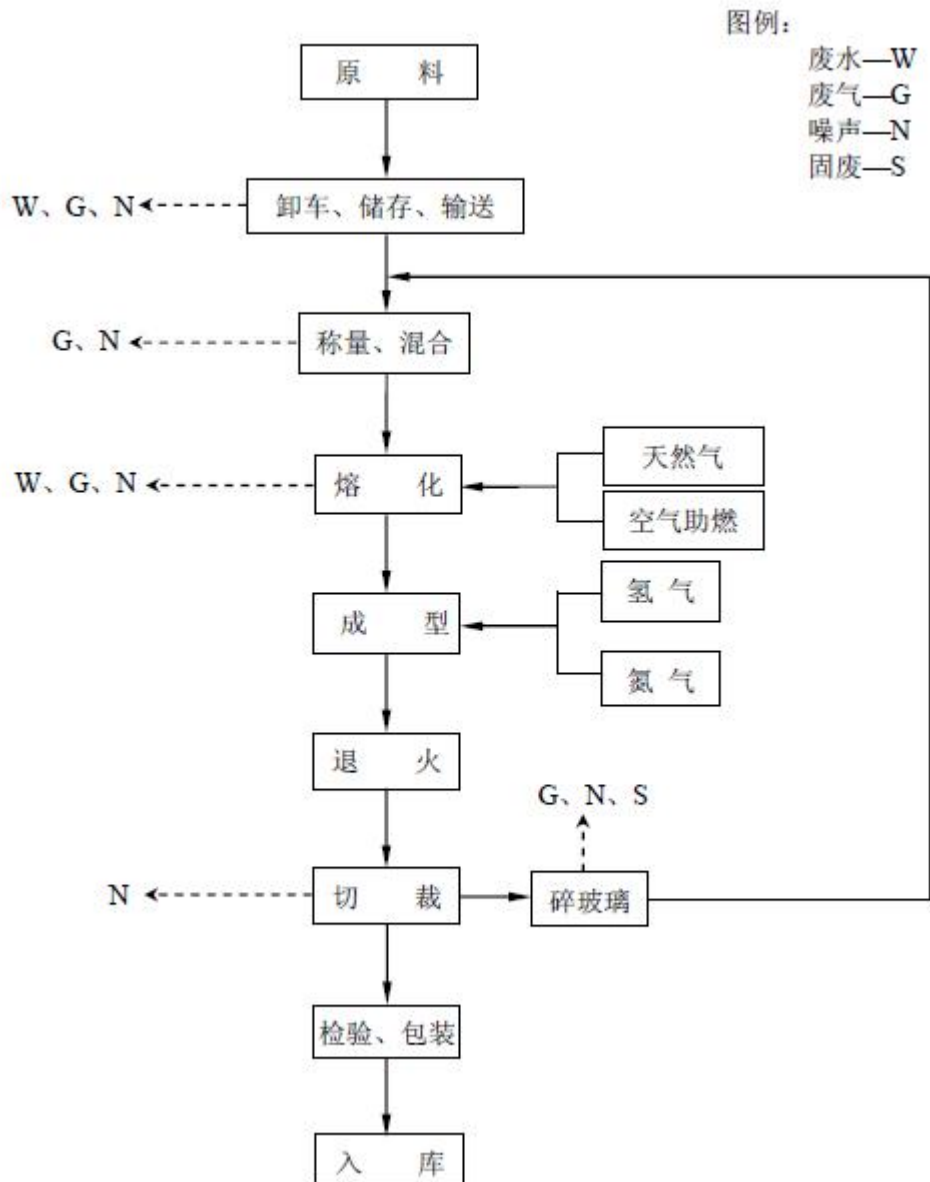 图例：
废水—W
废气—G
噪声—N
固废—S
原 料
W、G、N
卸车、储存、输送
G、N
称量、混合
W、G、N
熔 化
天然气
空气助燃
成 型
氢 气
氮 气
退 火
G、N、S
N
切 裁
碎玻璃
检验、包装
入 库